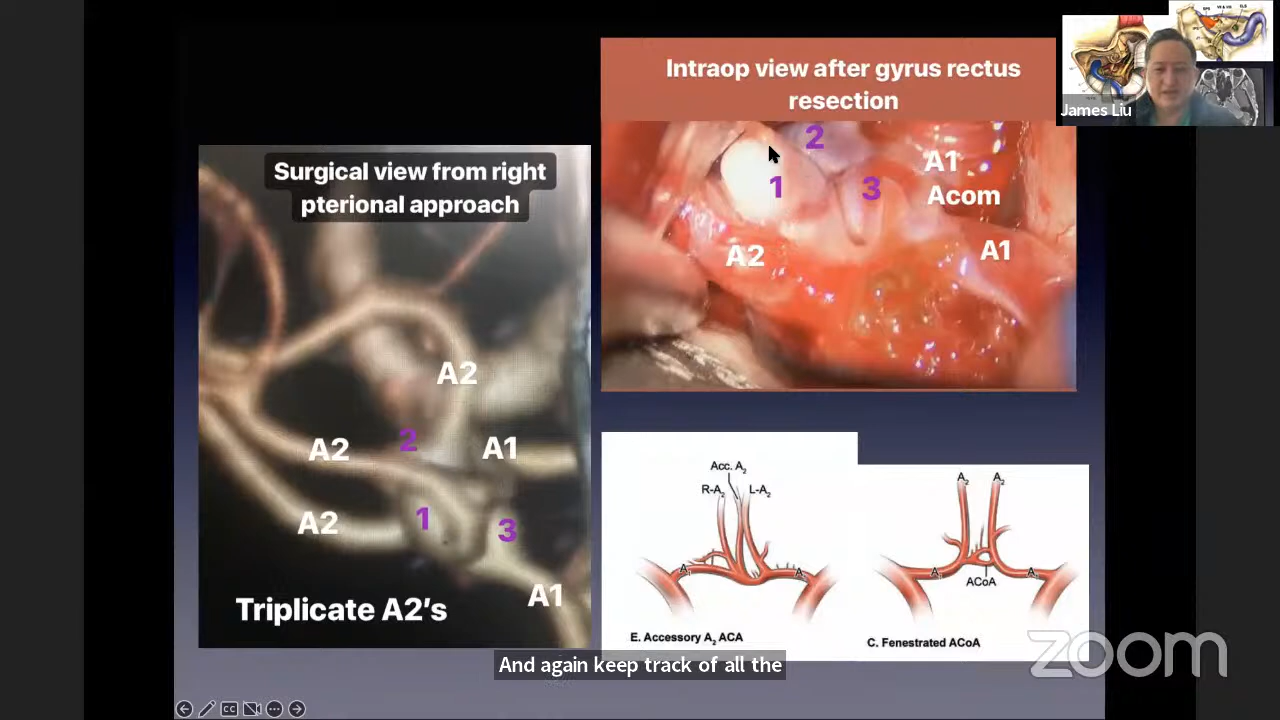 Surgical view from right
pterional approach
A2
A2
2
A1
A2
1
3
A1
Triplicate A2's
Intraop view after gyrus rectus
resection
2
1
3
A1
Acom
A2
A1
James Liu
Acc. A2
R-A2
L-A2
E. Accessory A2 ACA
A2
A2
ACoA
C. Fenestrated ACoA
And again keep track of all the
zoom
CC